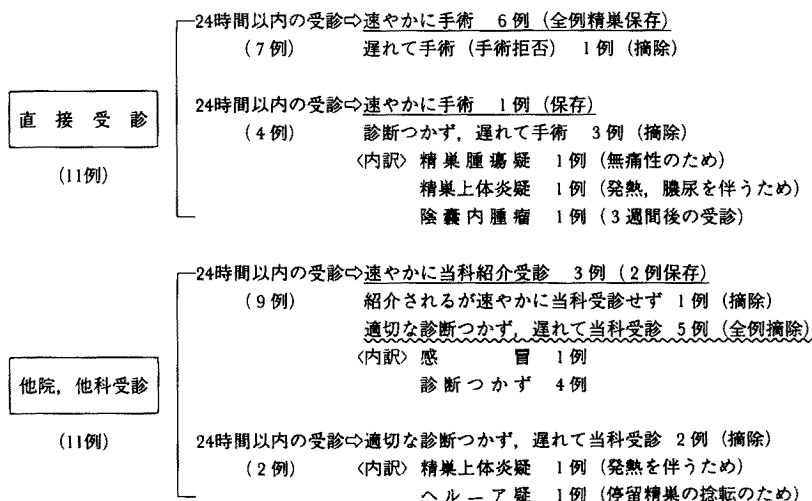 24時間以内の受診⇨速やかに手術 6例(全例精巣保存)
(7例) 遅れて手術(手術拒否) 1例(摘除)
直接受診
(11例)
24時間以内の受診⇨速やかに手術 1例(保存)
(4例) 診断つかず,遅れて手術 3例(摘除)
〈内訳〉精巣腫瘍疑 1例(無痛性のため)
精巣上体炎疑 1例(発熱,膿尿を伴うため)
陰嚢内腫瘤 1例(3週間後の受診)
24時間以内の受診⇨速やかに当科紹介受診 3例(2例保存)
(9例) 紹介されるが速やかに当科受診せず 1例(摘除)
適切な診断つかず,遅れて当科受診 5例(全例摘除)
〈内訳〉感冒 1例
診断つかず 4例
他院,他科受診
(11例)
24時間以内の受診⇨適切な診断つかず,遅れて当科受診 2例(摘除)
(2例) 〈内訳〉精巣上体炎疑 1例(発熱を伴うため)
ヘルニア疑 1例(停留精巣の捻転のため)